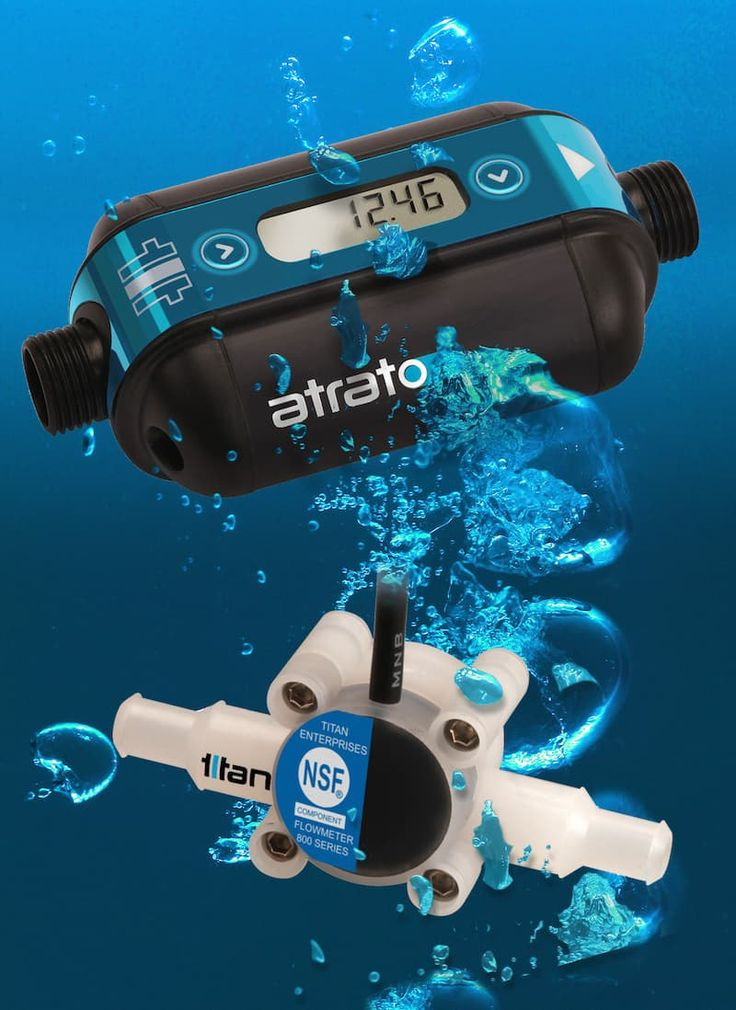 12.46
atrato
MNB
titan
TITAN
ENTERPRISES
NSF®
COMPONENT
FLOWMETER
800 SERIES